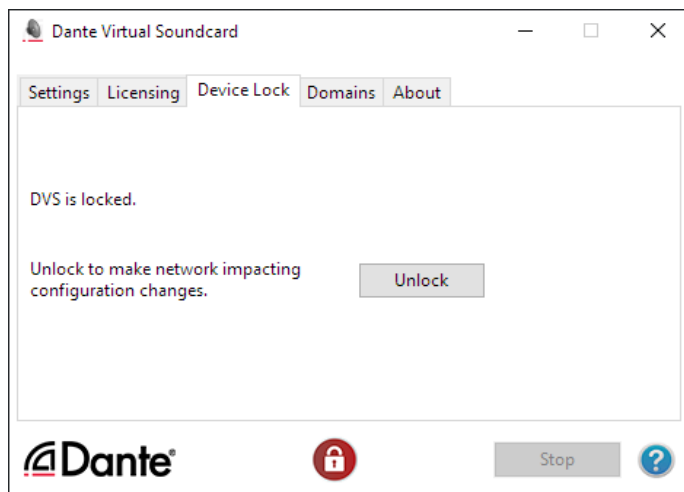 Dante Virtual Soundcard
Settings Licensing Device Lock Domains About
DVS is locked.
Unlock to make network impacting
configuration changes.
Unlock
Dante®
Stop
?